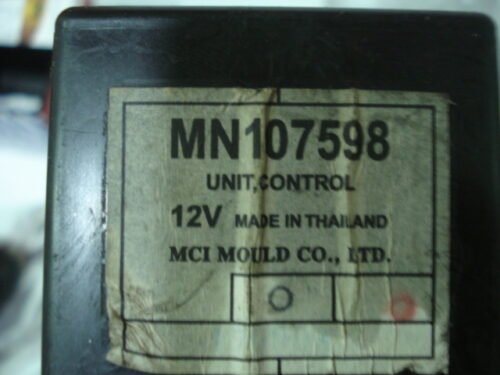 MN107598
UNIT,CONTROL
12V MADE IN THAILAND
MCI MOULD CO., LTD.